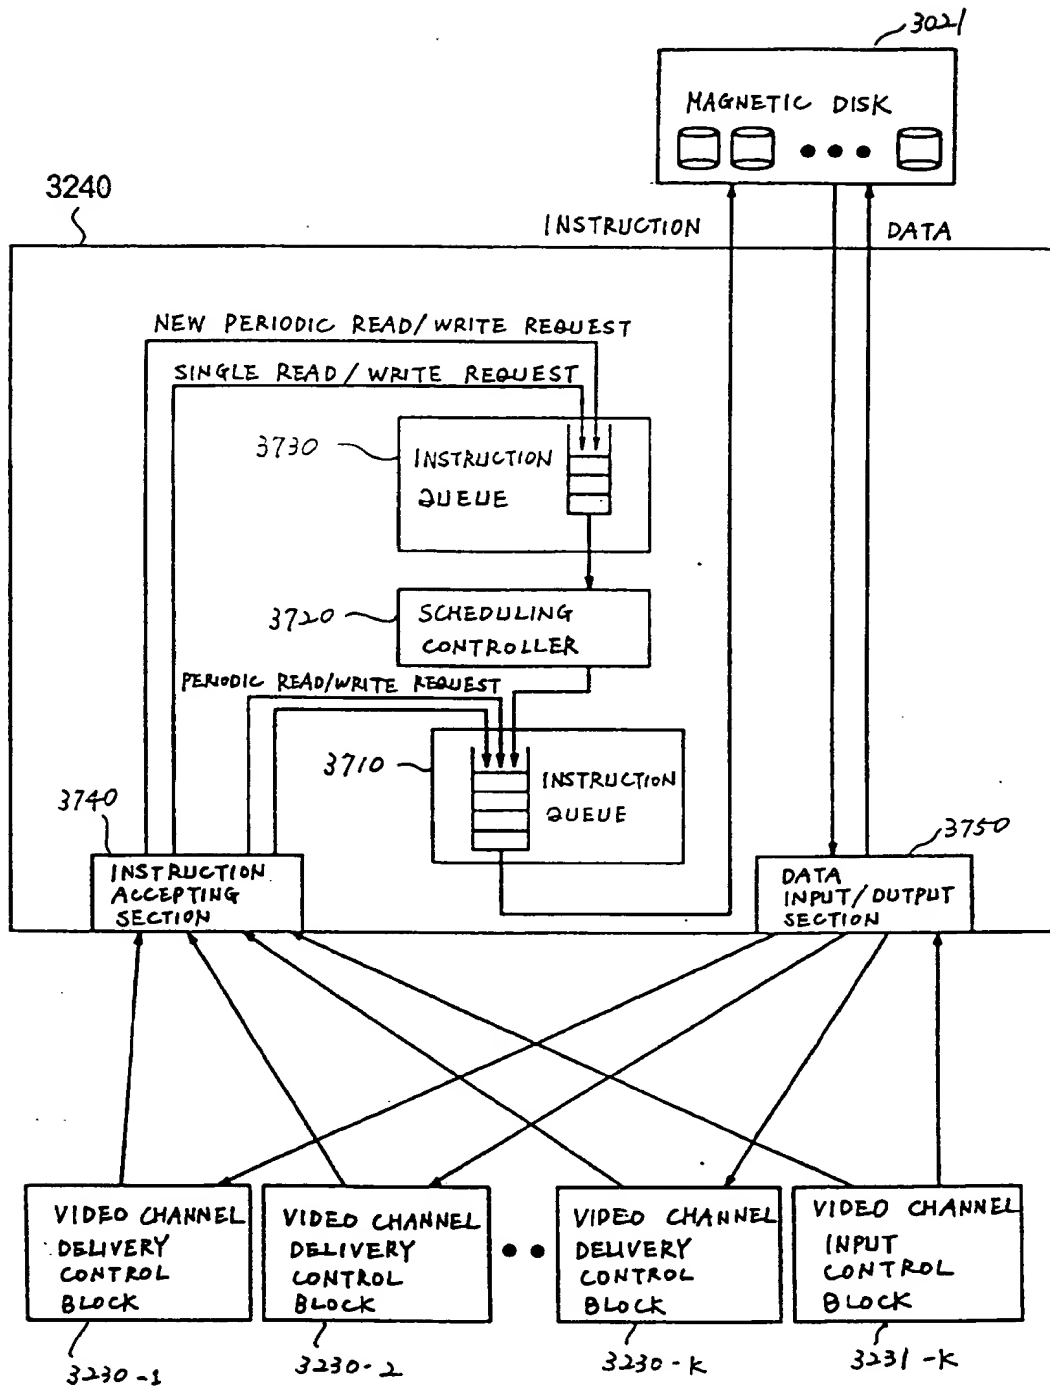 3021
MAGNETIC DISK
3240
INSTRUCTION
DATA
NEW PERIODIC READ/WRITE REQUEST
SINGLE READ/WRITE REQUEST
3730
INSTRUCTION
QUEUE
3720
SCHEDULING
CONTROLLER
PERIODIC READ/WRITE REQUEST
3710
INSTRUCTION
QUEUE
3740
INSTRUCTION
ACCEPTING
SECTION
3750
DATA
INPUT/OUTPUT
SECTION
VIDEO CHANNEL
DELIVERY
CONTROL
BLOCK
VIDEO CHANNEL
DELIVERY
CONTROL
BLOCK
VIDEO CHANNEL
DELIVERY
CONTROL
BLOCK
VIDEO CHANNEL
INPUT
CONTROL
BLOCK
3230-1
3230-2
3230-K
3231-K